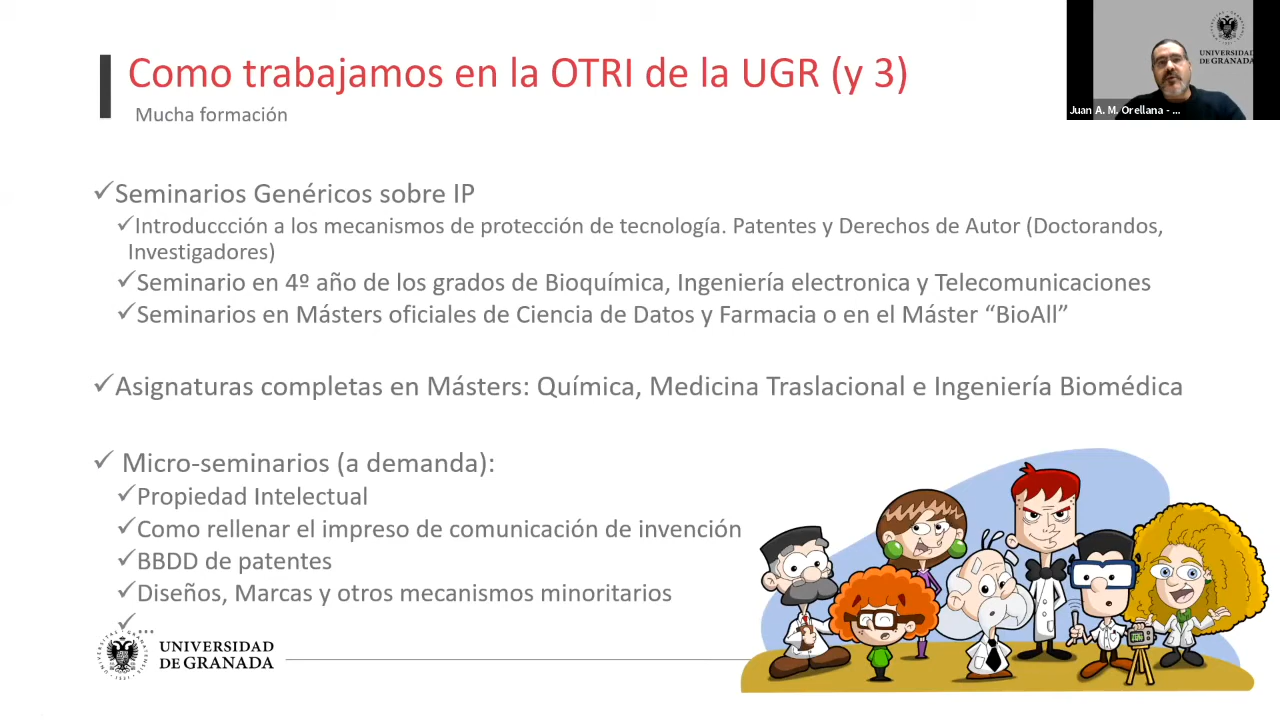 Como trabajamos en la OTRI de la UGR (y 3)
Mucha formación
UNIVERSIDAD
DE GRANADA
Juan A. M. Orellana - ...
Seminarios Genéricos sobre IP
Introduccción a los mecanismos de protección de tecnología. Patentes y Derechos de Autor (Doctorandos,
Investigadores)
Seminario en 4º año de los grados de Bioquímica, Ingeniería electronica y Telecomunicaciones
Seminarios en Másters oficiales de Ciencia de Datos y Farmacia o en el Máster “BioAll”
Asignaturas completas en Másters: Química, Medicina Traslacional e Ingeniería Biomédica
Micro-seminarios (a demanda):
Propiedad Intelectual
Como rellenar el impreso de comunicación de invención
BBDD de patentes
Diseños, Marcas y otros mecanismos minoritarios
...
UNIVERSIDAD
DE GRANADA